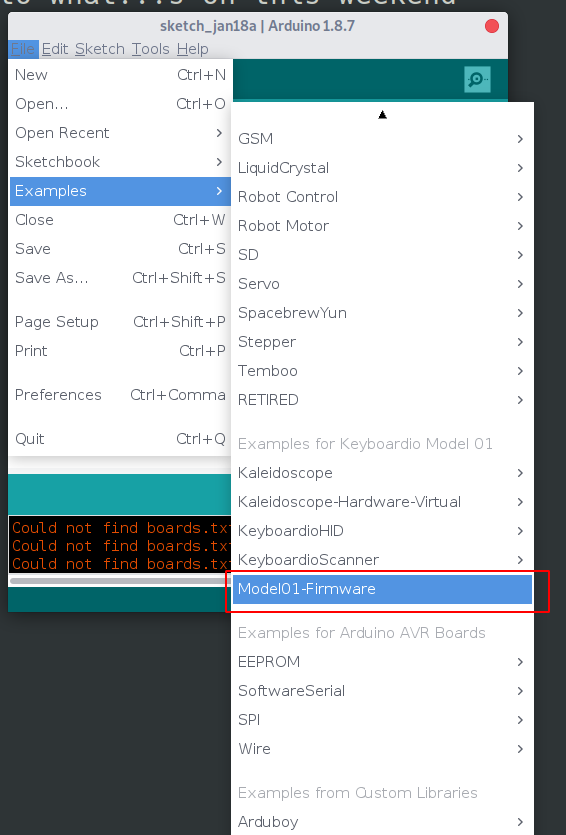 to what...s on this weekend
sketch_jan18a | Arduino 1.8.7
File Edit Sketch Tools Help
New Ctrl+N
Open... Ctrl+O
Open Recent
Sketchbook
Examples
Close Ctrl+W
Save Ctrl+S
Save As... Ctrl+Shift+S
Page Setup Ctrl+Shift+P
Print Ctrl+P
Preferences Ctrl+Comma
Quit Ctrl+Q
GSM
LiquidCrystal
Robot Control
Robot Motor
SD
Servo
SpacebrewYun
Stepper
Temboo
RETIRED
Examples for Keyboardio Model 01
Kaleidoscope
Kaleidoscope-Hardware-Virtual
KeyboardioHID
KeyboardioScanner
Model01-Firmware
Examples for Arduino AVR Boards
EEPROM
SoftwareSerial
SPI
Wire
Examples from Custom Libraries
Arduboy
Could not find boards.txt
Could not find boards.txt
Could not find boards.txt